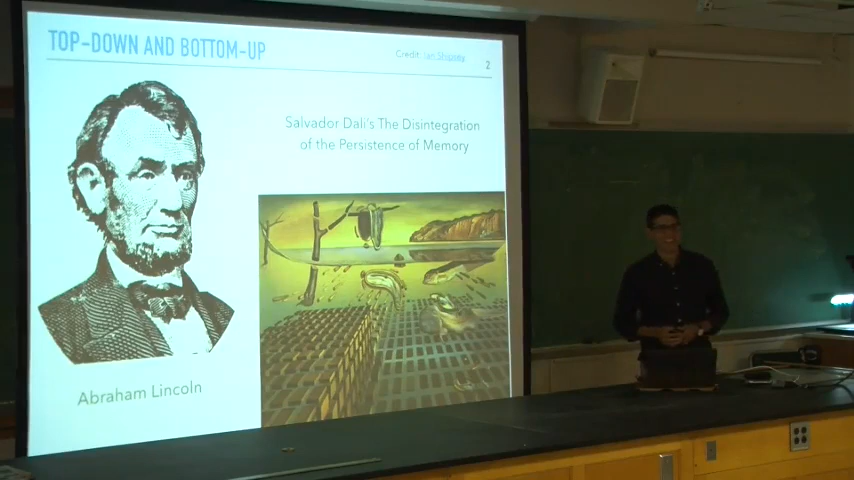 TOP-DOWN AND BOTTOM-UP
Credit: Ian Shipsey
2
Salvador Dali's The Disintegration
of the Persistence of Memory
Abraham Lincoln